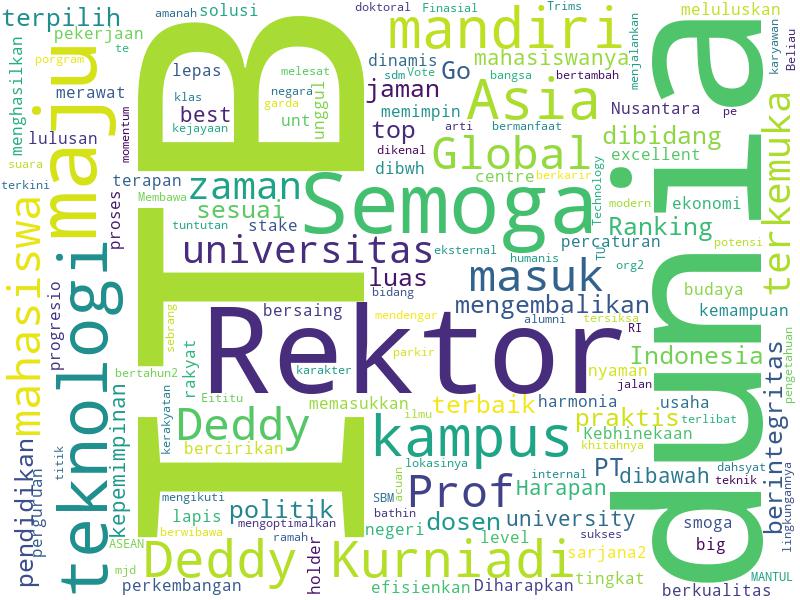 amanah
solusi
doktoral
Finasial
Trims
meluluskan
terpilih
pekerjaan
te
mandiri
karyawan
Beliau
porgram
maju
menghasilkan
merawat
ITB
lepas
melesat
dinamis
mahasiswanya
menjalankan
dunia
sdm
Vote
Go
bangsa
bertambah
klas
negara
jaman
Asia
terkemuka
best
garda
unggul
memimpin
Nusantara
pe
momentum
kejayaan
unt
top
arti
bermanfaat
dibidang
lulusan
dikenal
Global
excellent
suara
dibwh
centre
berkarir
Technology
terkini
terapan
zaman
Semoga
modern
ekonomi
Membawa
sesuai
Ranking
potensi
mahasiswa
proses
tuntutan
stake
percaturan
TU
teknologi
universitas
eksternal
humanis
org2
luas
masuk
bidang
budaya
progresio
bersaing
mengembalikan
kemampuan
Rektor
mendengar
alumni
tersiksa
RI
sebrang
parkir
Indonesia
pengetahuan
bertahun2
rakyat
karakter
nyaman
jalan
berintegritas
kepemimpinan
kerakyatan
Eititu
memasukkan
ilmu
terbaik
harmonia
usaha
Deddy
kampus
praktis
terlibat
Kebhinekaan
pendidikan
perguruan
titik
bercirikan
khitahnya
lokasinya
internal
PT
dibawah
dahsyat
teknik
lingkungannya
mengikuti
politik
SBM
acuan
Prof
Harapan
lapis
mengoptimalkan
bathin
negeri
dosen
university
smoga
berwibawa
ramah
level
sukses
big
ASEAN
Deddy Kurniadi
sarjana2
mjd
perkembangan
holder
efisienkan
Diharapkan
tingkat
MANTUL
berkualitas